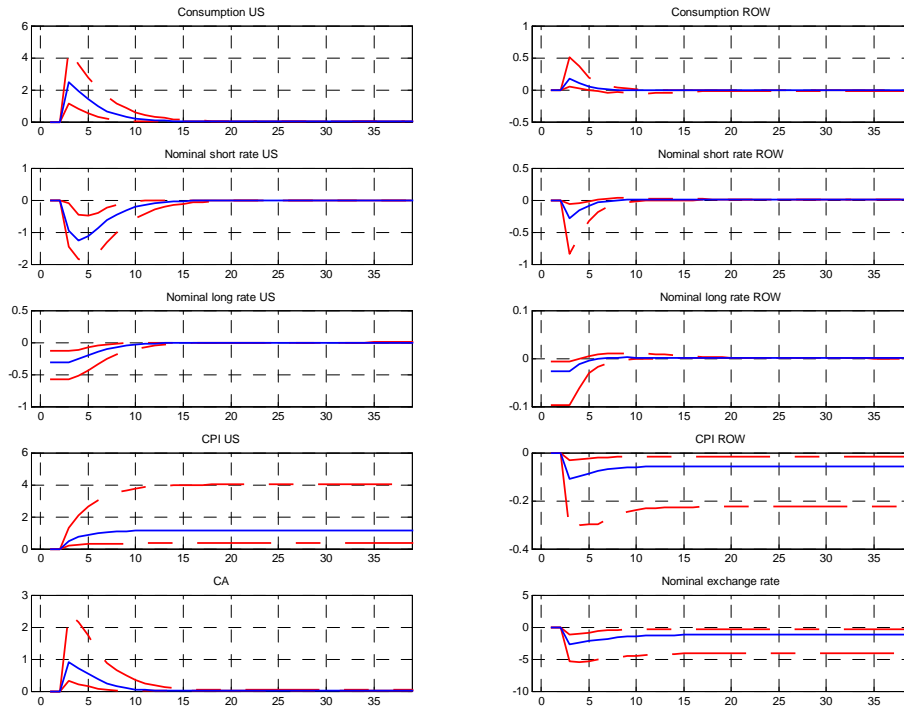 Consumption US
6
4
2
0
0 5 10 15 20 25 30 35
Consumption ROW
1
0.5
0
-0.5
0 5 10 15 20 25 30 35
Nominal short rate US
1
0
-1
-2
0 5 10 15 20 25 30 35
Nominal short rate ROW
0.5
0
-0.5
-1
0 5 10 15 20 25 30 35
Nominal long rate US
0.5
0
-0.5
-1
0 5 10 15 20 25 30 35
Nominal long rate ROW
0.1
0
-0.1
0 5 10 15 20 25 30 35
CPI US
6
4
2
0
0 5 10 15 20 25 30 35
CPI ROW
0
-0.2
-0.4
0 5 10 15 20 25 30 35
CA
3
2
1
0
0 5 10 15 20 25 30 35
Nominal exchange rate
5
0
-5
-10
0 5 10 15 20 25 30 35